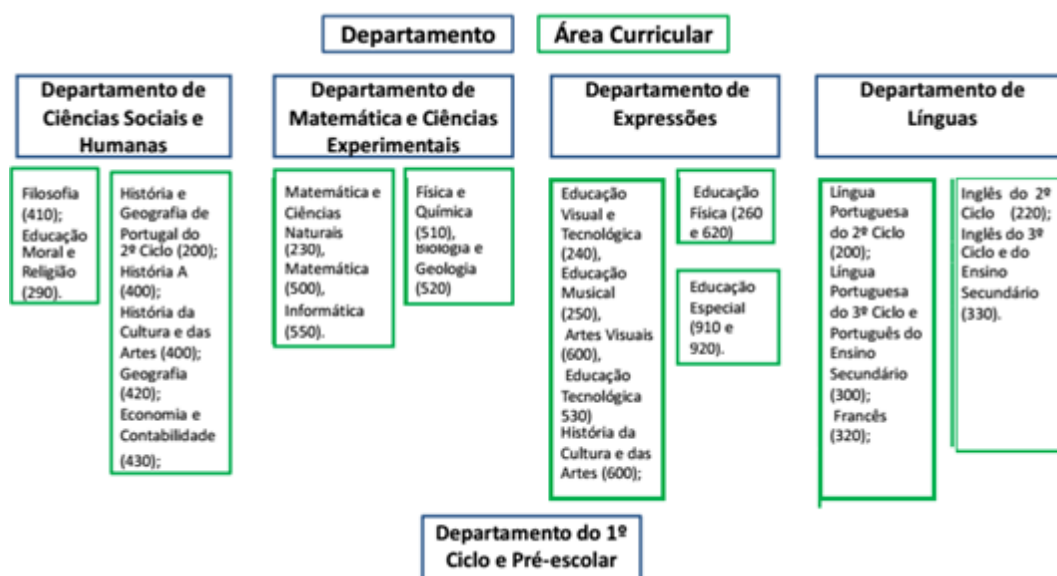 Departamento
Área Curricular
Departamento de
Ciências Sociais e
Humanas
Filosofia
(410);
Educação
Moral e
Religião
(290).
História e
Geografia de
Portugal do
2º Ciclo (200);
História A
(400);
História da
Cultura e das
Artes (400);
Geografia
(420);
Economia e
Contabilidade
(430);
Departamento de
Matemática e Ciências
Experimentais
Matemática e
Ciências
Naturais
(230),
Matemática
(500),
Informática
(550).
Física e
Química
(510),
Biologia e
Geologia
(520)
Departamento de
Expressões
Educação
Visual e
Tecnológica
(240),
Educação
Musical
(250),
Artes Visuais
(600),
Educação
Tecnológica
530)
História da
Cultura e das
Artes (600);
Educação
Física (260
e 620)
Educação
Especial
(910 e
920).
Departamento de
Línguas
Língua
Portuguesa
do 2º Ciclo
(200);
Língua
Portuguesa
do 3º Ciclo e
Português do
Ensino
Secundário
(300);
Francês
(320);
Inglês do 2º
Ciclo (220);
Inglês do 3º
Ciclo e do
Ensino
Secundário
(330).
Departamento do 1º
Ciclo e Pré-escolar